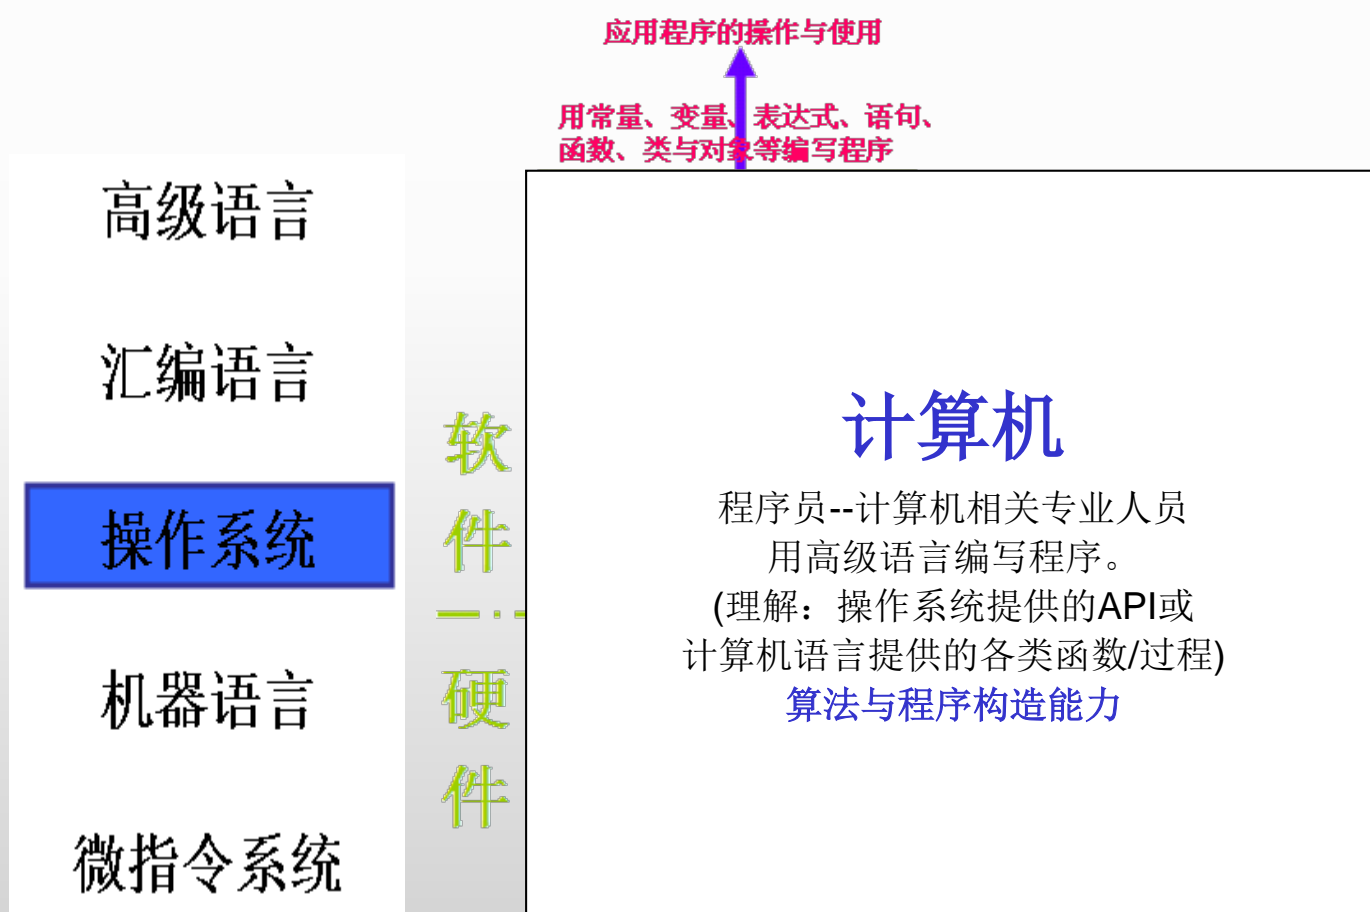 应用程序的操作与使用
用常量、变量、表达式、语句、
函数、类与对象等编写程序
高级语言
汇编语言
操作系统
机器语言
微指令系统
软
件
硬
件
计算机
程序员--计算机相关专业人员
用高级语言编写程序。
(理解：操作系统提供的API或
计算机语言提供的各类函数/过程)
算法与程序构造能力